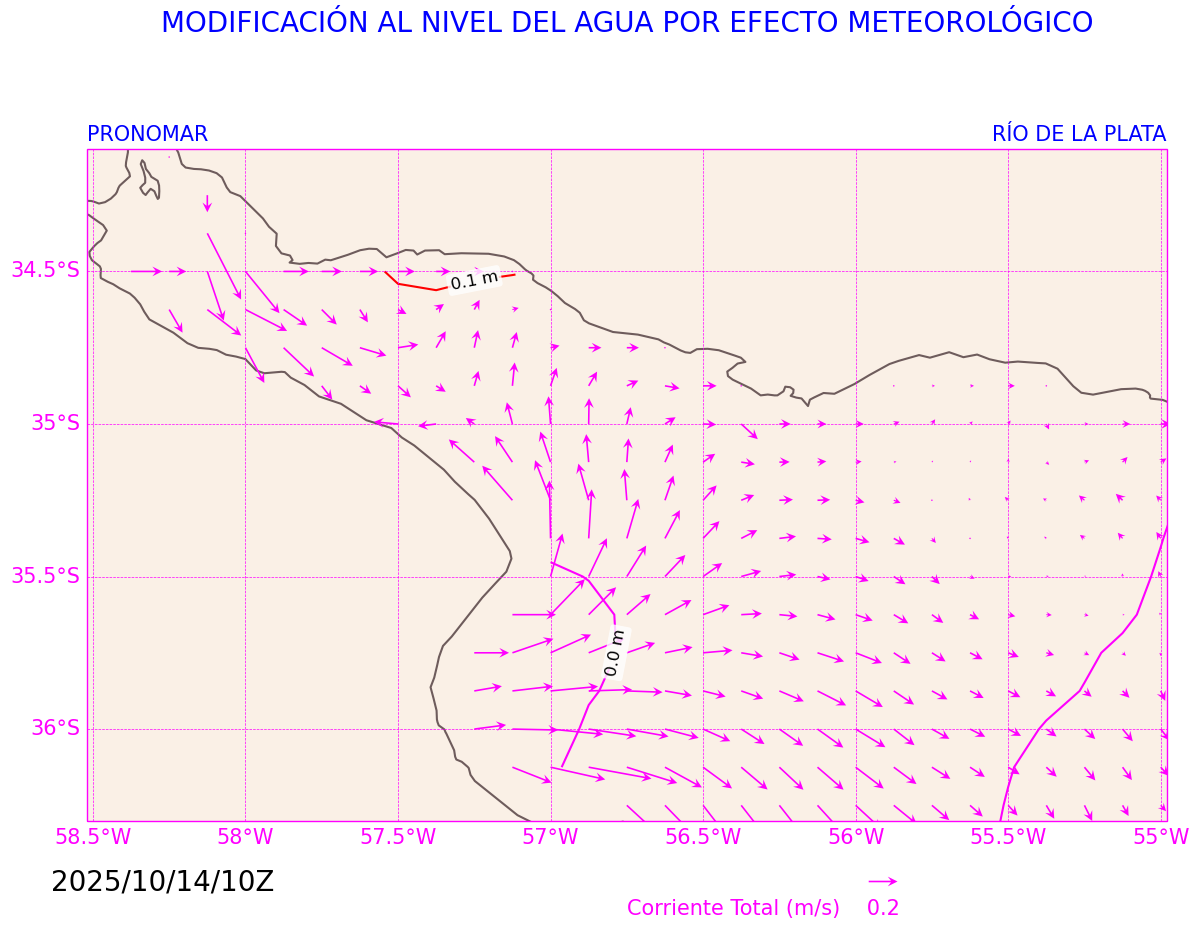 MODIFICACIÓN AL NIVEL DEL AGUA POR EFECTO METEOROLÓGICO
PRONOMAR
RÍO DE LA PLATA
34.5°S
35°S
35.5°S
36°S
0.1 m
0.0 m
58.5°W
58°W
57.5°W
57°W
56.5°W
56°W
55.5°W
55°W
2025/10/14/10Z
Corriente Total (m/s)
0.2